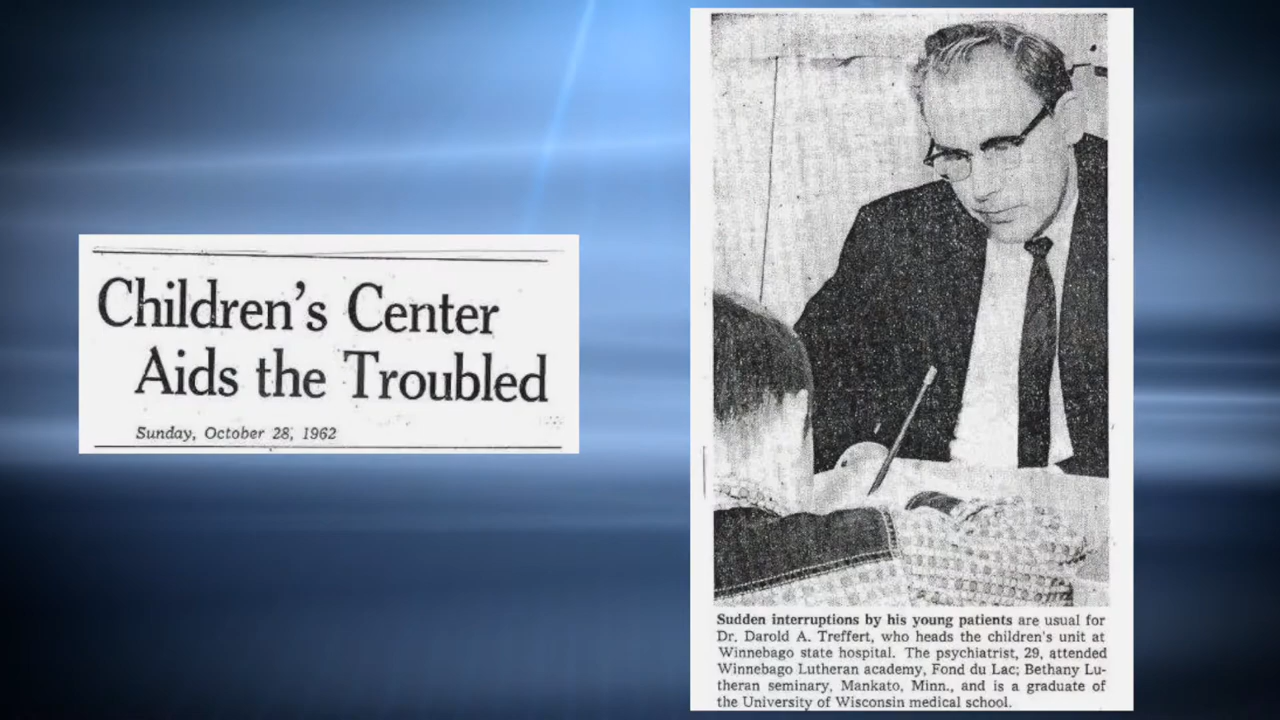 Children's Center
Aids the Troubled
Sunday, October 28, 1962
Sudden interruptions by his young patients are usual for
Dr. Darold A. Treffert, who heads the children's unit at
Winnebago state hospital. The psychiatrist, 29, attended
Winnebago Lutheran academy, Fond du Lac; Bethany Lu-
theran seminary, Mankato, Minn., and is a graduate of
the University of Wisconsin medical school.